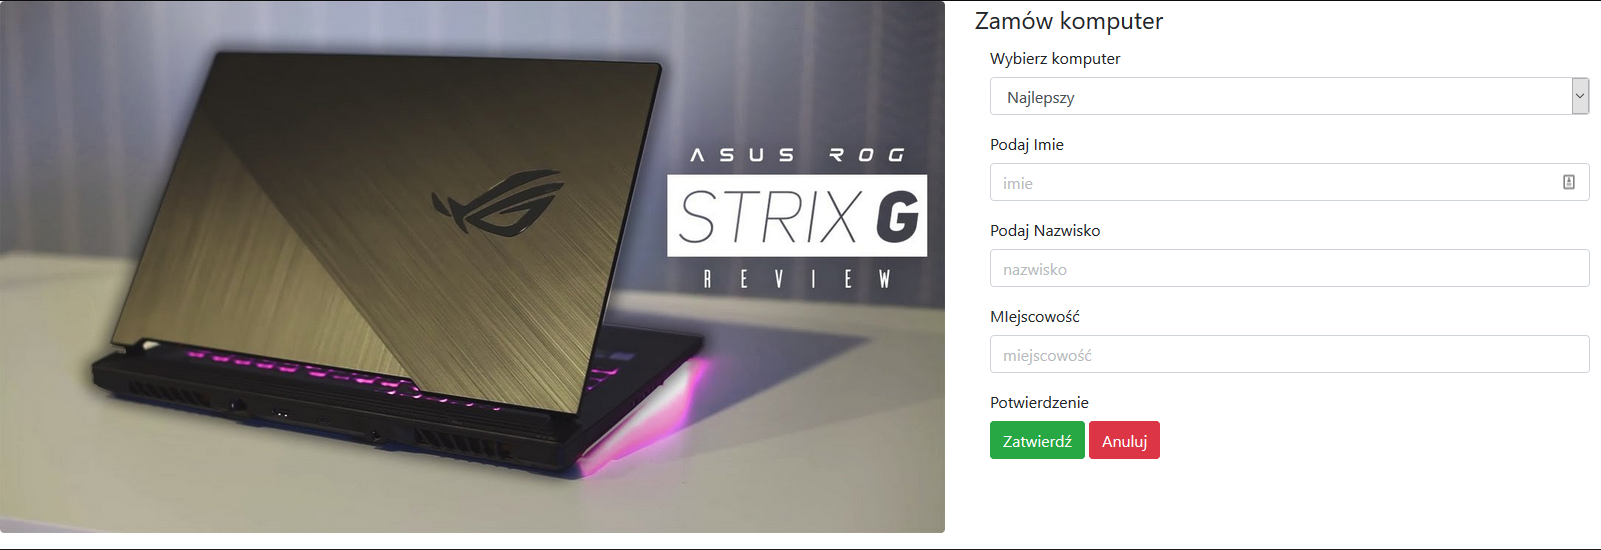 ASUS ROG
STRIX G
REVIEW
Zamów komputer
Wybierz komputer
Najlepszy
Podaj Imie
imie
Podaj Nazwisko
nazwisko
MIejscowość
miejscowość
Potwierdzenie
Zatwierdź Anuluj